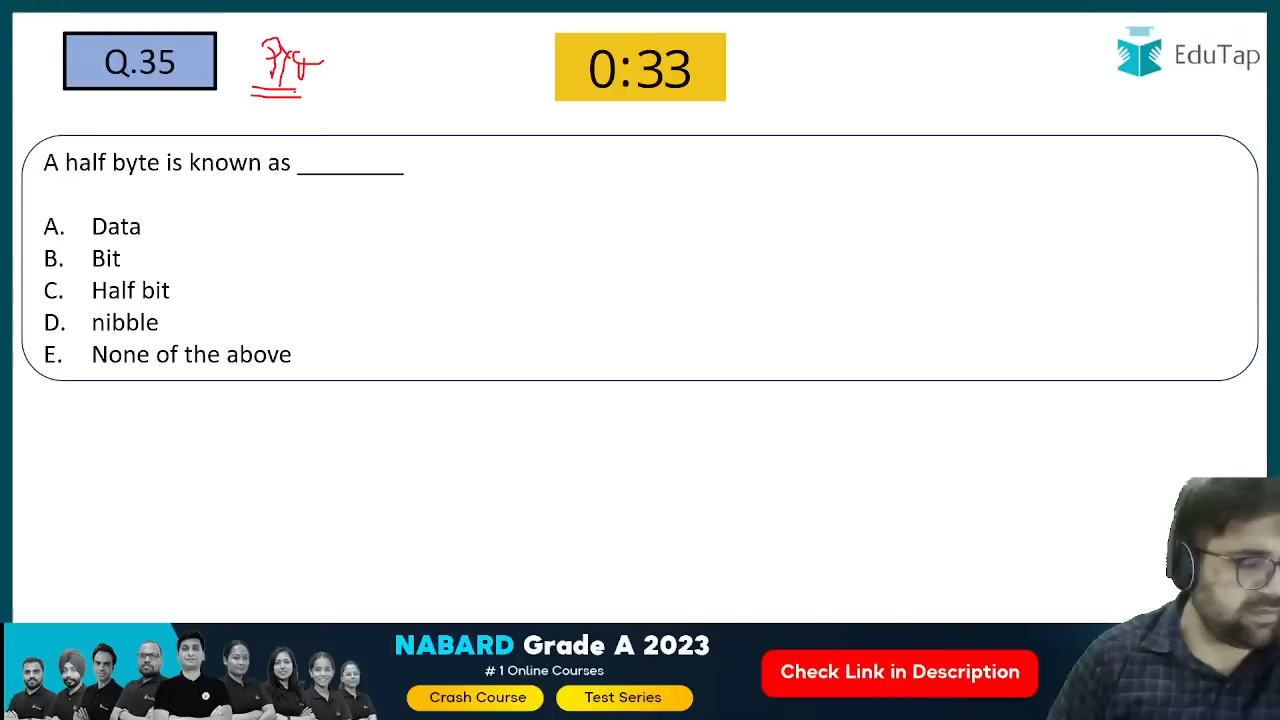 Q.35
Pyq
0:33
EduTap
A half byte is known as ________
A. Data
B. Bit
C. Half bit
D. nibble
E. None of the above
NABARD Grade A 2023
# 1 Online Courses
Crash Course
Test Series
Check Link in Description